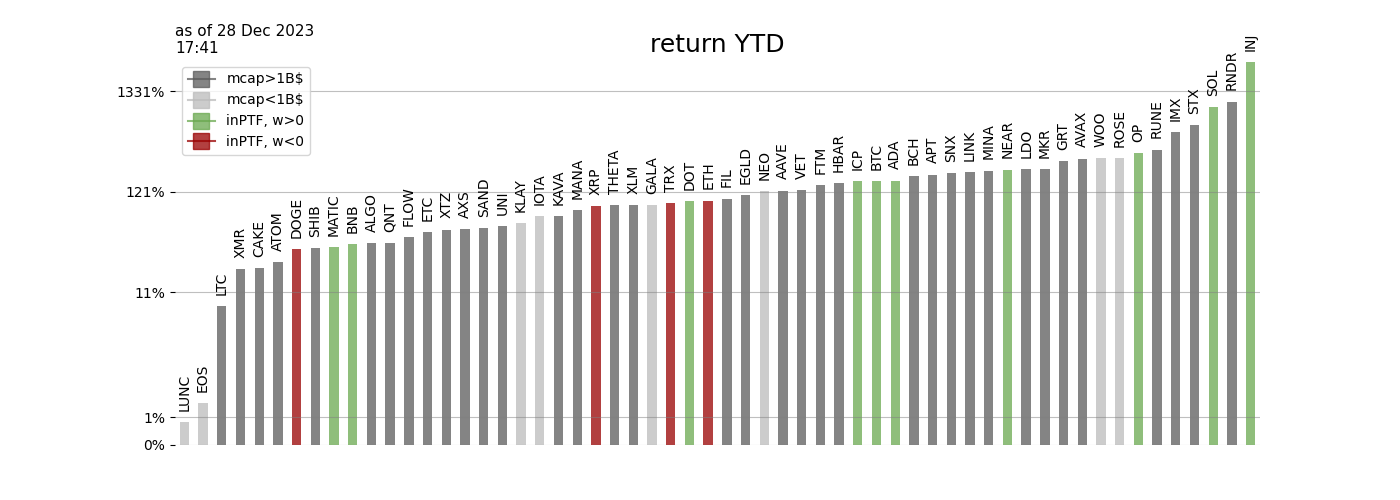 as of 28 Dec 2023
17:41
return YTD
mcap>1B$
mcap<1B$
inPTF, w>0
inPTF, w<0
1331%
121%
11%
1%
0%
LUNC
EOS
LTC
XMR
CAKE
ATOM
DOGE
SHIB
MATIC
BNB
ALGO
QNT
FLOW
ETC
XTZ
AXS
SAND
UNI
KLAY
IOTA
KAVA
MANA
XRP
THETA
XLM
GALA
TRX
DOT
ETH
FIL
EGLD
NEO
AAVE
VET
FTM
HBAR
ICP
BTC
ADA
BCH
APT
SNX
LINK
MINA
NEAR
LDO
MKR
GRT
AVAX
WOO
ROSE
OP
RUNE
IMX
STX
SOL
RNDR
INJ